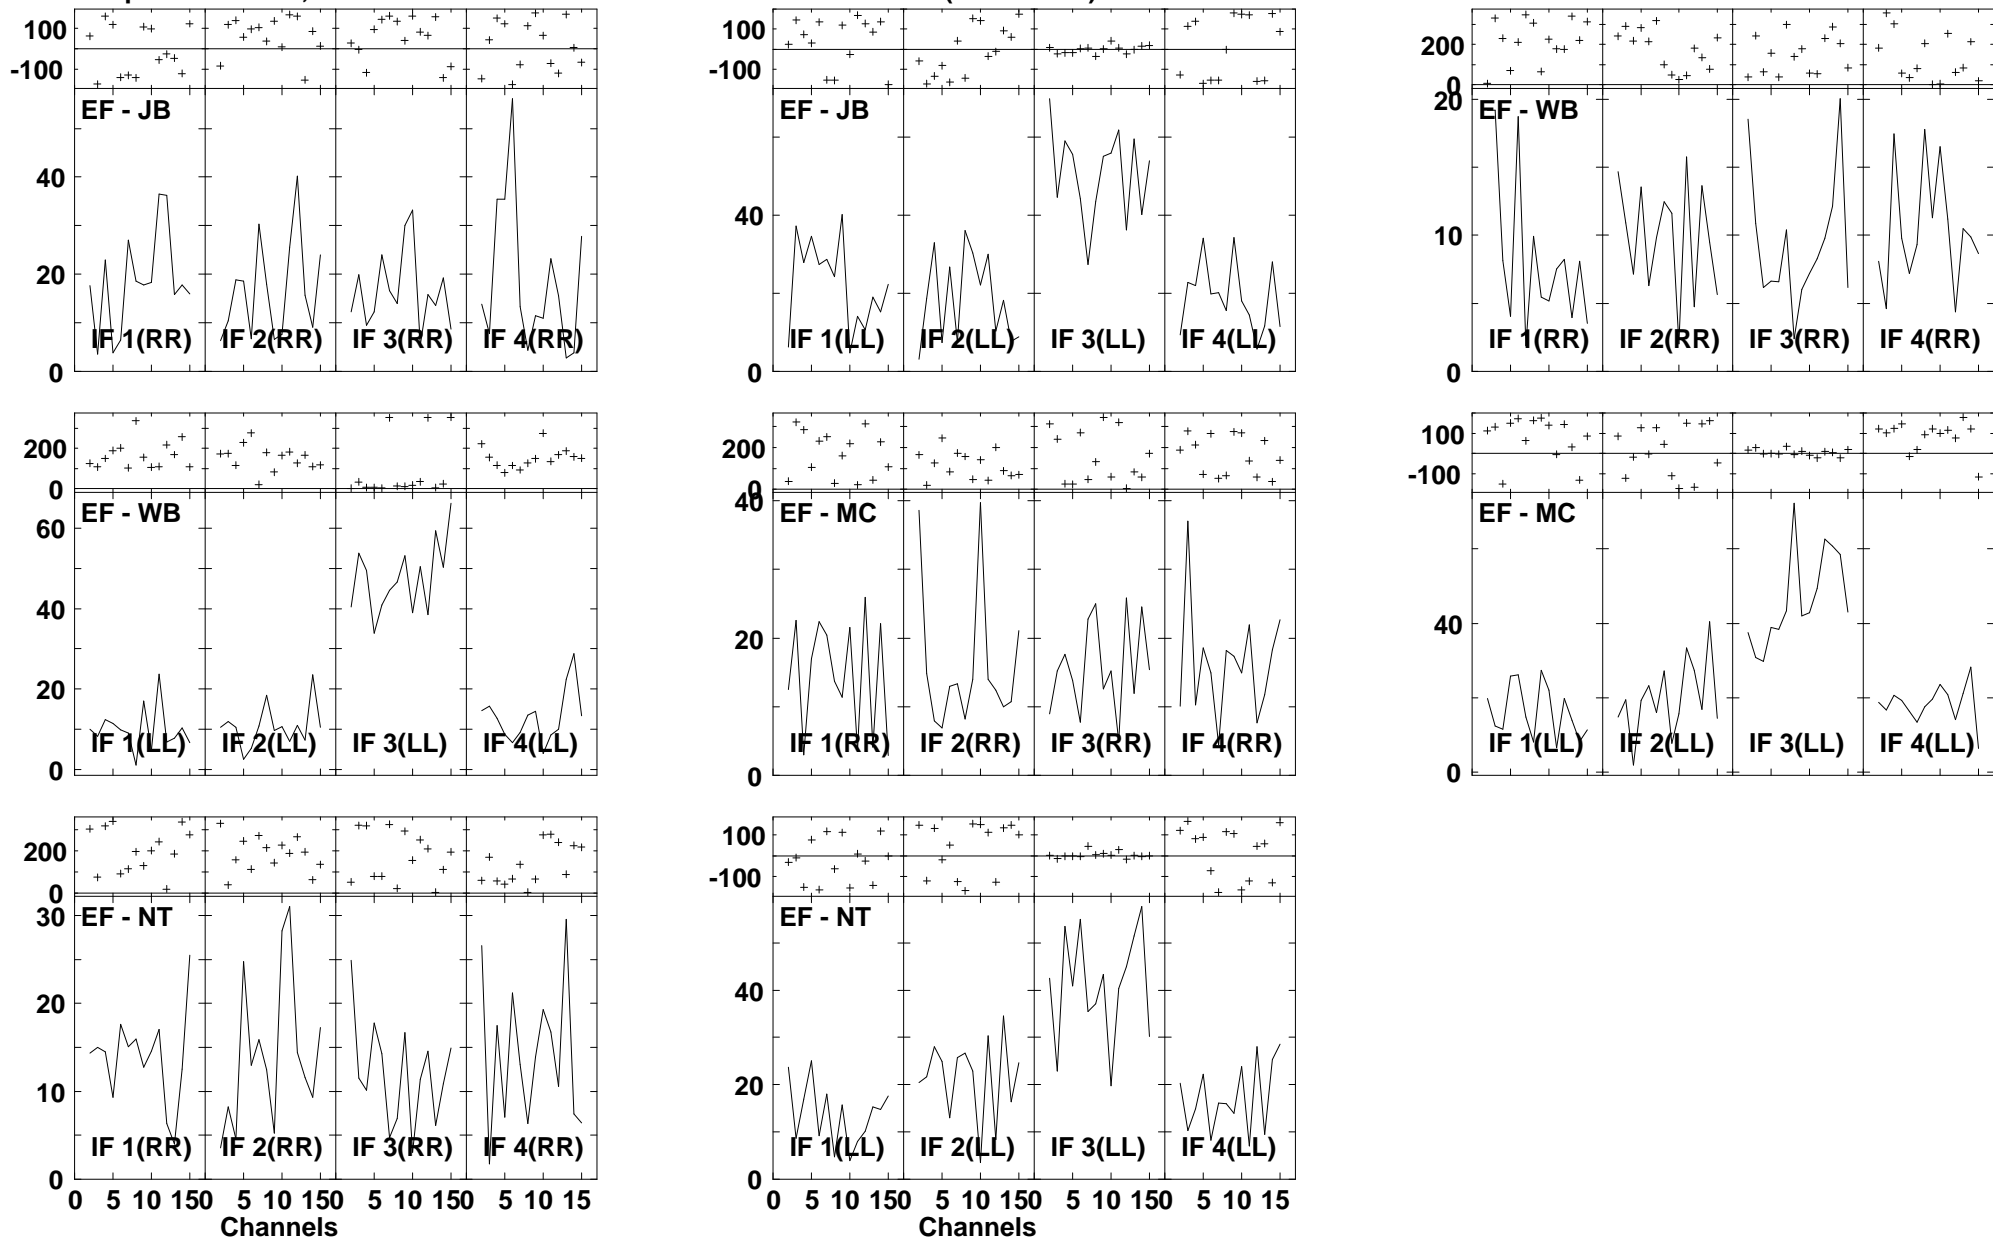 100
-100
EF - JB
40
20
0
IF 1(RR) IF 2(RR) IF 3(RR) IF 4(RR)
100
-100
EF - JB
40
0
IF 1(LL) IF 2(LL) IF 3(LL) IF 4(LL)
200
0
EF - WB
20
10
0
IF 1(RR) IF 2(RR) IF 3(RR) IF 4(RR)
200
0
EF - WB
60
40
20
0
IF 1(LL) IF 2(LL) IF 3(LL) IF 4(LL)
200
0
EF - MC
40
20
0
IF 1(RR) IF 2(RR) IF 3(RR) IF 4(RR)
100
-100
EF - MC
40
0
IF 1(LL) IF 2(LL) IF 3(LL) IF 4(LL)
200
0
EF - NT
30
20
10
0
IF 1(RR) IF 2(RR) IF 3(RR) IF 4(RR)
0 5 10 150 5 10 150 5 10 150 5 10 15
Channels
100
-100
EF - NT
40
20
0
IF 1(LL) IF 2(LL) IF 3(LL) IF 4(LL)
0 5 10 150 5 10 150 5 10 150 5 10 15
Channels